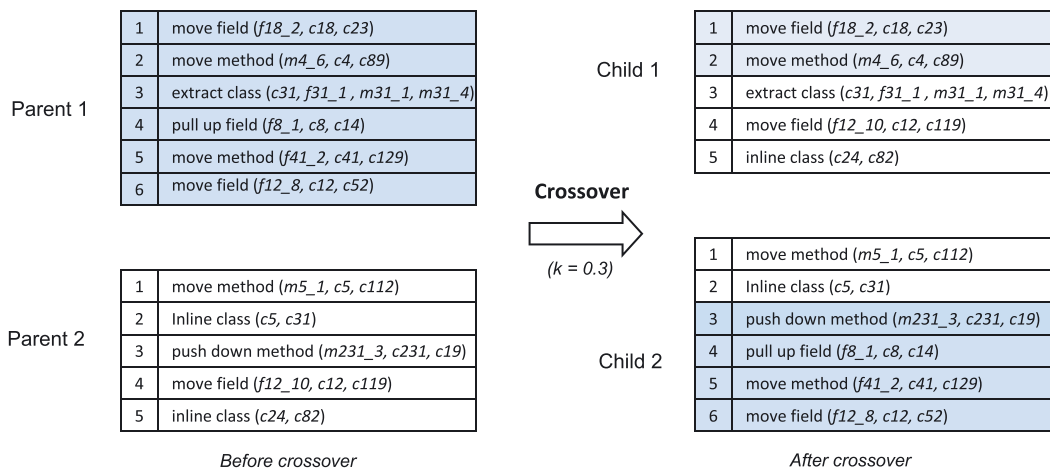 Parent 1
1 move field (f18_2, c18, c23)
2 move method (m4_6, c4, c89)
3 extract class (c31, f31_1 , m31_1, m31_4)
4 pull up field (f8_1, c8, c14)
5 move method (f41_2, c41, c129)
6 move field (f12_8, c12, c52)
Parent 2
1 move method (m5_1, c5, c112)
2 Inline class (c5, c31)
3 push down method (m231_3, c231, c19)
4 move field (f12_10, c12, c119)
5 inline class (c24, c82)
Before crossover
Crossover
(k = 0.3)
Child 1
1 move field (f18_2, c18, c23)
2 move method (m4_6, c4, c89)
3 extract class (c31, f31_1 , m31_1, m31_4)
4 move field (f12_10, c12, c119)
5 inline class (c24, c82)
Child 2
1 move method (m5_1, c5, c112)
2 Inline class (c5, c31)
3 push down method (m231_3, c231, c19)
4 pull up field (f8_1, c8, c14)
5 move method (f41_2, c41, c129)
6 move field (f12_8, c12, c52)
After crossover